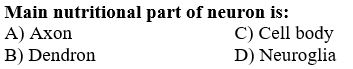 Main nutritional part of neuron is:
A) Axon C) Cell body
B) Dendron D) Neuroglia